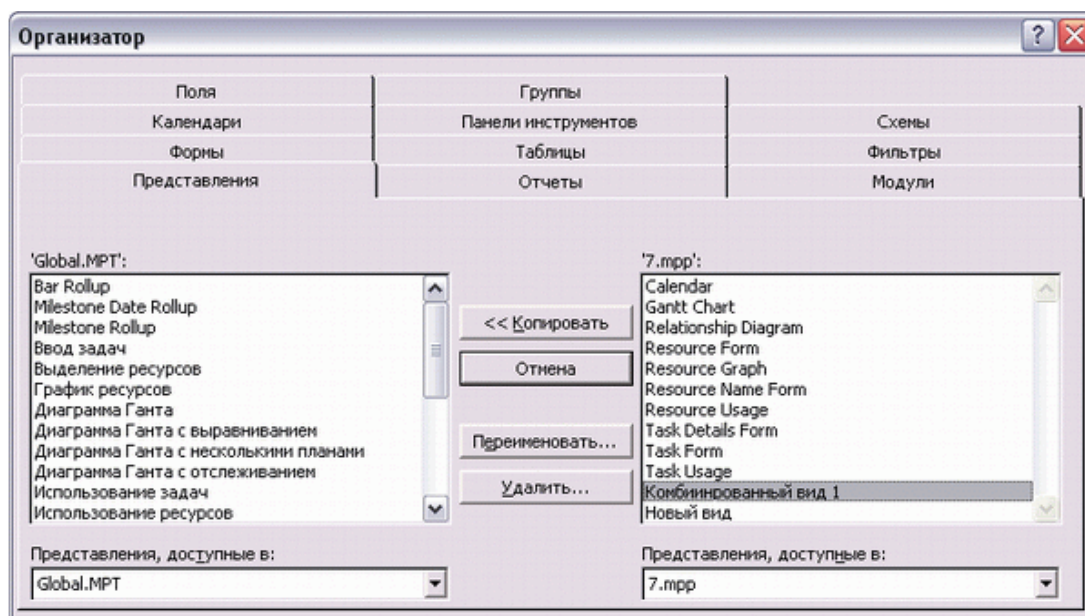 Организатор
Поля
Группы
Календари
Панели инструментов
Схемы
Формы
Таблицы
Фильтры
Представления
Отчеты
Модули
'Global.MPT':
Bar Rollup
Milestone Date Rollup
Milestone Rollup
Ввод задач
Выделение ресурсов
График ресурсов
Диаграмма Ганта
Диаграмма Ганта с выравниванием
Диаграмма Ганта с несколькими планами
Диаграмма Ганта с отслеживанием
Использование задач
Использование ресурсов
<< Копировать
Отмена
Переименовать...
Удалить...
'7.mpp':
Calendar
Gantt Chart
Relationship Diagram
Resource Form
Resource Graph
Resource Name Form
Resource Usage
Task Details Form
Task Form
Task Usage
Комбиинрованный вид 1
Новый вид
Представления, доступные в:
Global.MPT
Представления, доступные в:
7.mpp